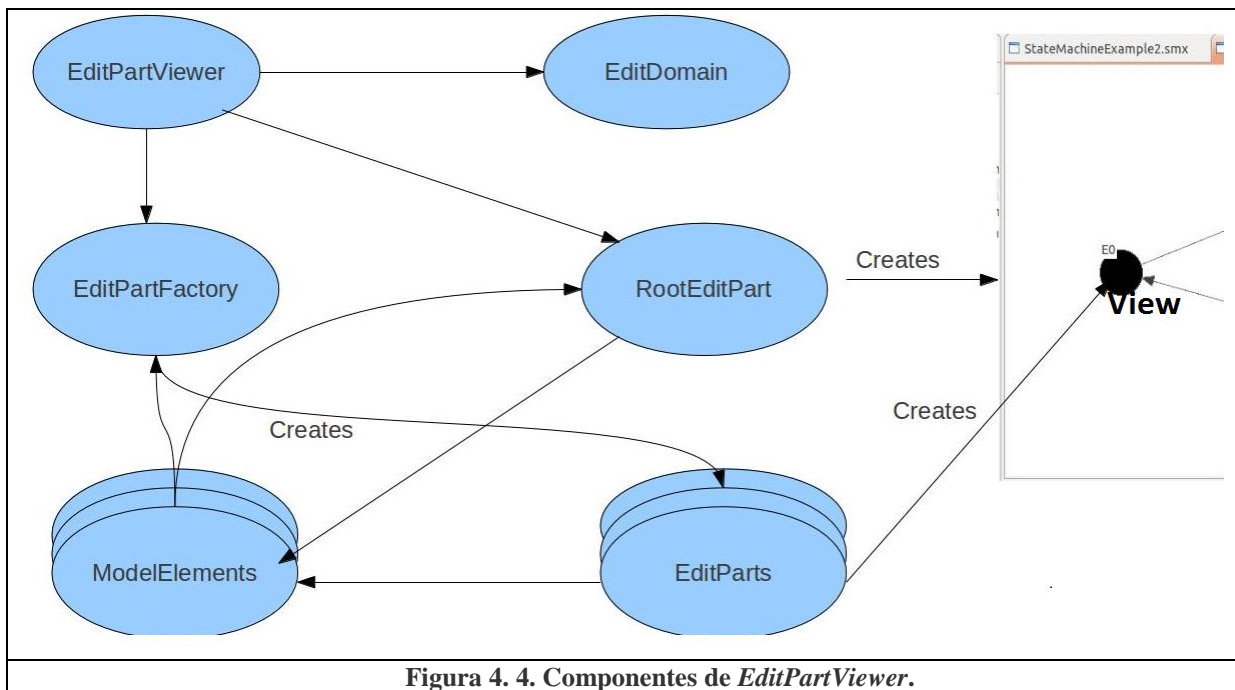 EditPartViewer
EditDomain
StateMachineExample2.smx
EditPartFactory
RootEditPart
Creates
E0
View
Creates
Creates
ModelElements
EditParts
Figura 4. 4. Componentes de EditPartViewer.